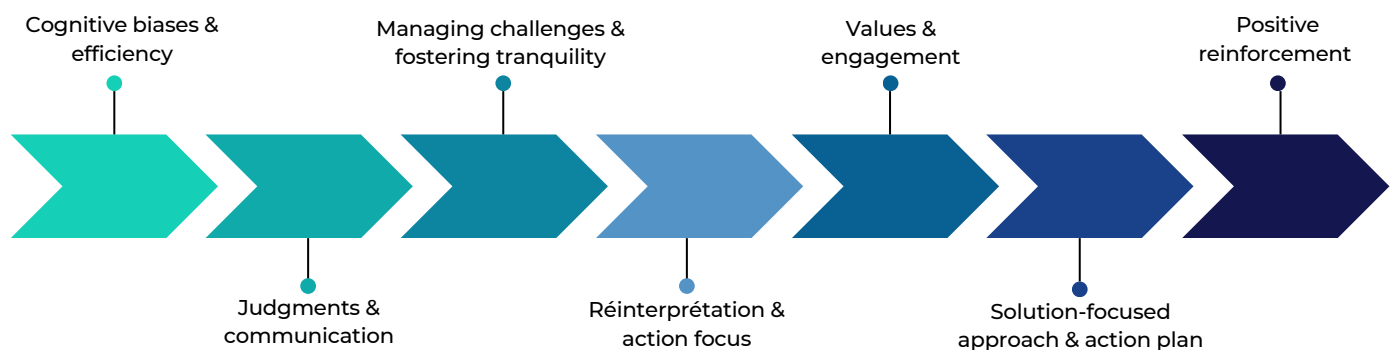 Cognitive biases &
efficiency
Judgments &
communication
Managing challenges &
fostering tranquility
Réinterprétation &
action focus
Values &
engagement
Solution-focused
approach & action plan
Positive
reinforcement